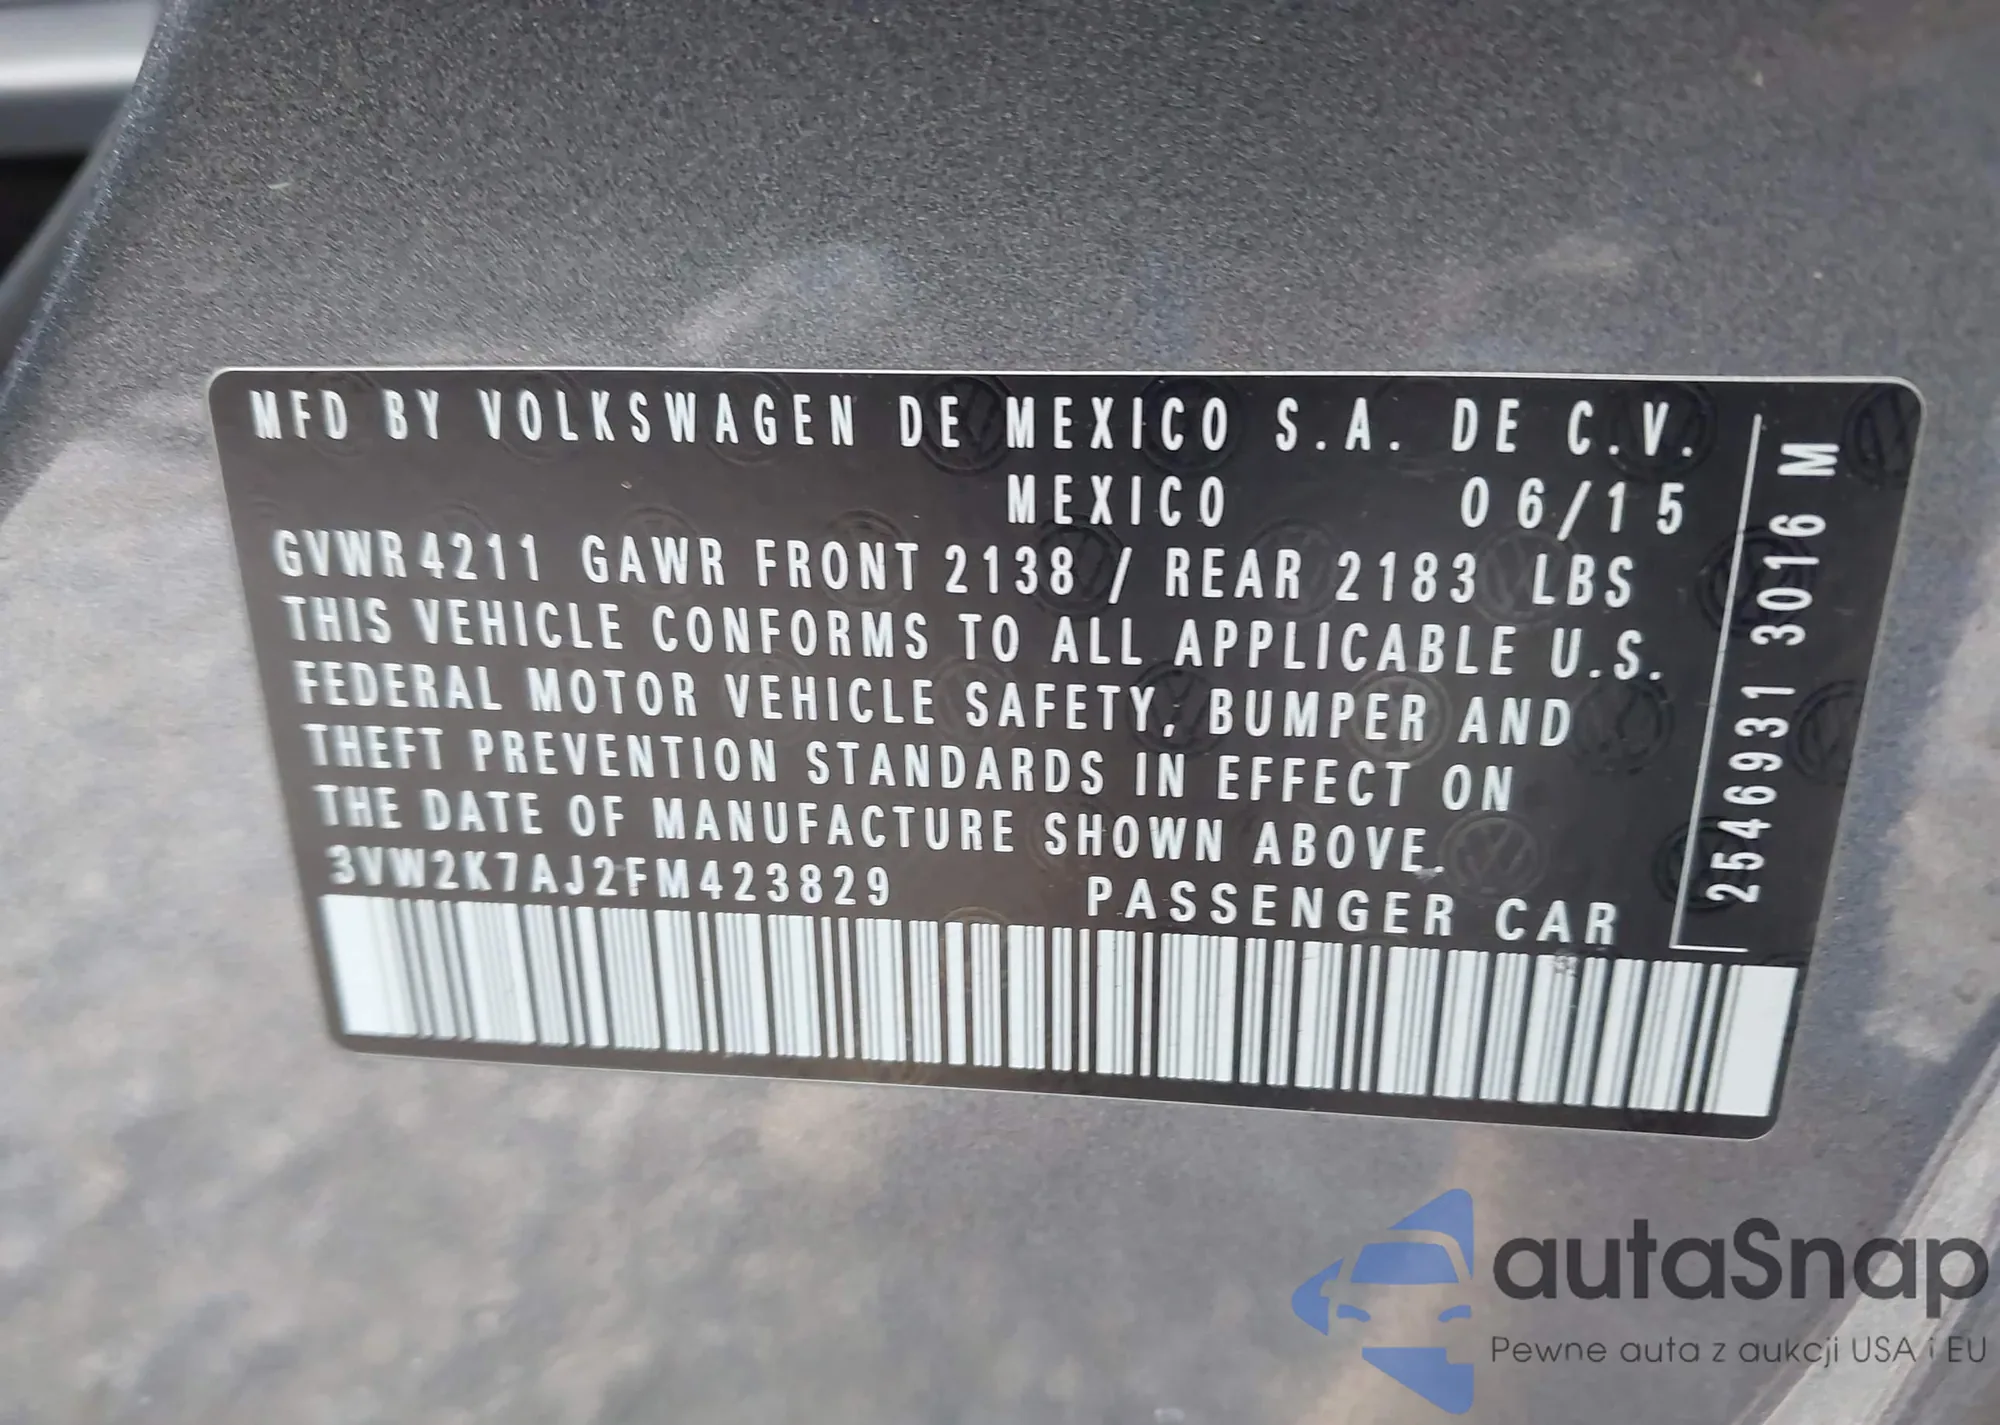 MFD BY VOLKSWAGEN DE MEXICO S.A. DE C.V.
MEXICO 06/15
GVWR 4211 GAWR FRONT 2138 / REAR 2183 LBS
THIS VEHICLE CONFORMS TO ALL APPLICABLE U.S.
FEDERAL MOTOR VEHICLE SAFETY, BUMPER AND
THEFT PREVENTION STANDARDS IN EFFECT ON
THE DATE OF MANUFACTURE SHOWN ABOVE.
3VW2K7AJ2FM423829 PASSENGER CAR
2546931 3016 M
autaSnap
Pewne auta z aukcji USA i EU